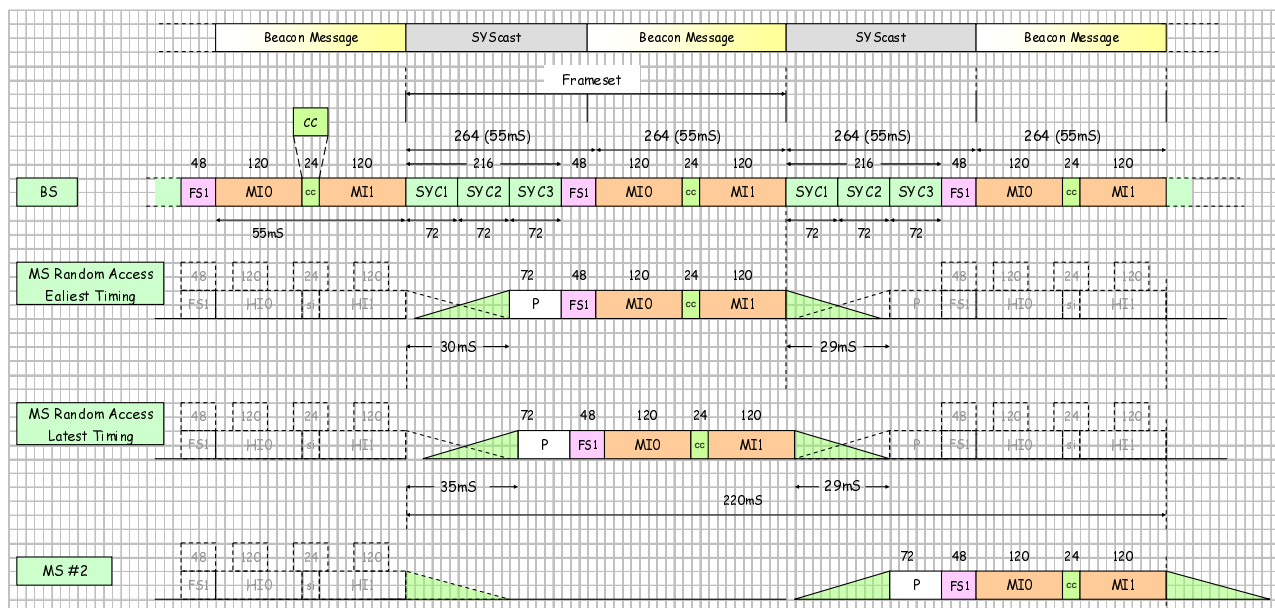 Beacon Message SYScast Beacon Message SYScast Beacon Message
Frameset
CC
264 (55mS) 264 (55mS) 264 (55mS) 264 (55mS)
48 120 24 120 216 48 120 24 120 216 48 120 24 120
BS FS1 MI0 CC MI1 SYC1 SYC2 SYC3 FS1 MI0 CC MI1 SYC1 SYC2 SYC3 FS1 MI0 CC MI1
55mS 72 72 72 72 72 72
MS Random Access
Ealiest Timing
48 120 24 120 72 48 120 24 120 48 120 24 120
FS1 HI0 si HI1 P FS1 MI0 CC MI1 P FS1 HI0 si HI1
30mS 29mS
MS Random Access
Latest Timing
48 120 24 120 72 48 120 24 120 48 120 24 120
FS1 HI0 si HI1 P FS1 MI0 CC MI1 P FS1 HI0 si HI1
35mS 29mS
220mS
48 120 24 120 72 48 120 24 120
MS #2 FS1 HI0 si HI1 P FS1 MI0 CC MI1